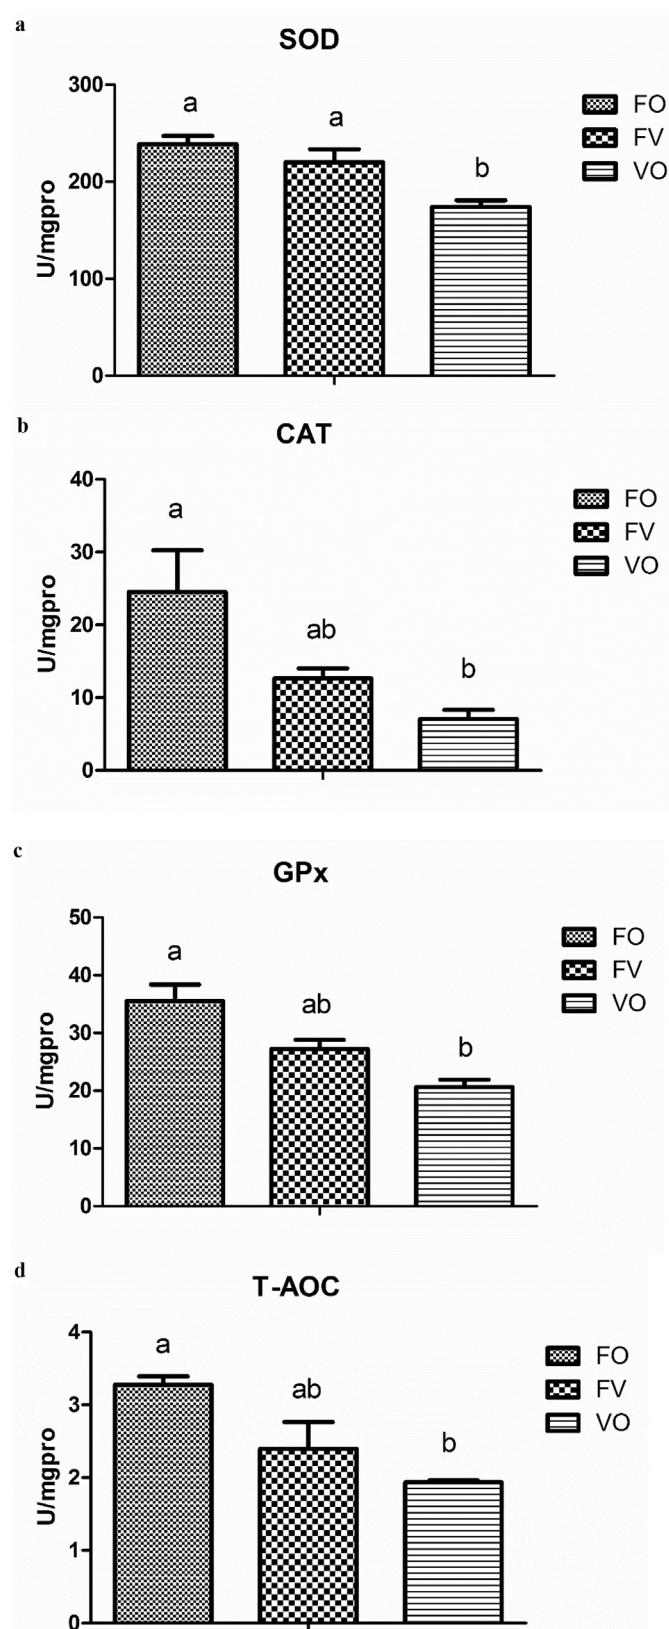 a
SOD
300
200
100
0
U/mgpro
a
a
b
FO
FV
VO
b
CAT
40
30
20
10
0
U/mgpro
a
ab
b
FO
FV
VO
c
GPx
50
40
30
20
10
0
U/mgpro
a
ab
b
FO
FV
VO
d
T-AOC
4
3
2
1
0
U/mgpro
a
ab
b
FO
FV
VO